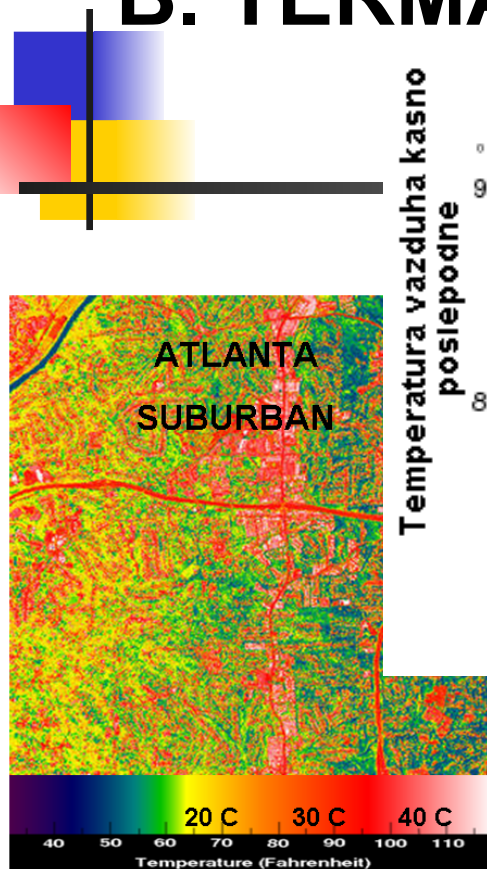 B. TERMA
Temperatura vazduha kasno
poslepodne
o
9
8
ATLANTA
SUBURBAN
20 C 30 C 40 C
40 50 60 70 80 90 100 110
Temperature (Fahrenheit)